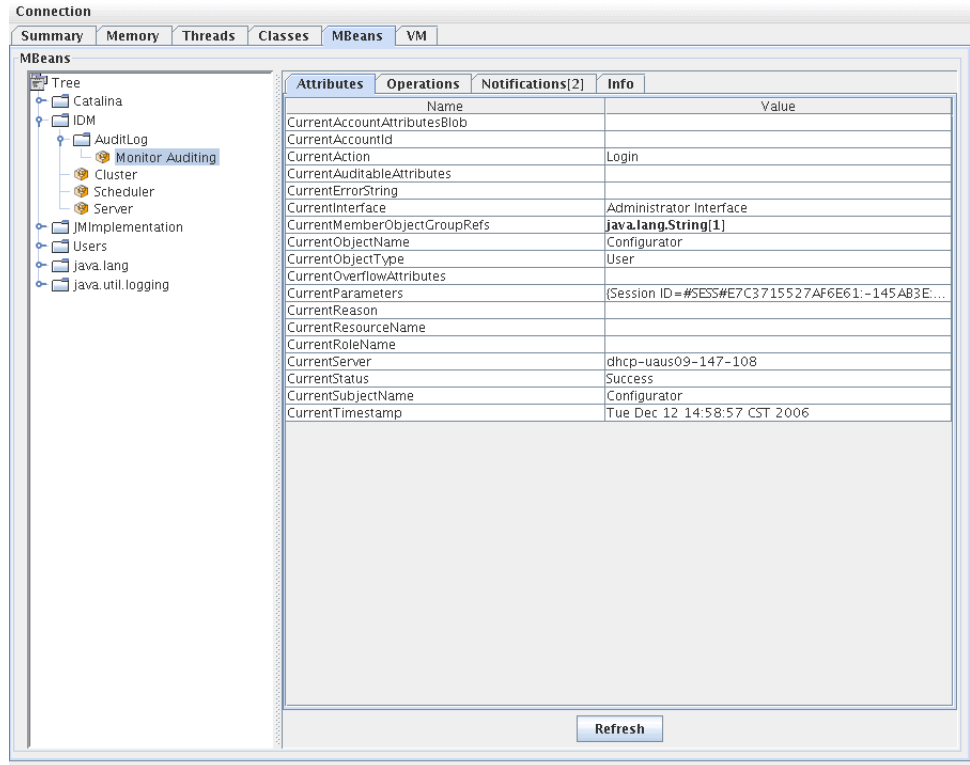 Connection
Summary Memory Threads Classes MBeans VM
MBeans
Tree
Catalina
IDM
AuditLog
Monitor Auditing
Cluster
Scheduler
Server
JMImplementation
Users
java.lang
java.util.logging
Attributes Operations Notifications[2] Info
Name Value
CurrentAccountAttributesBlob
CurrentAccountId
CurrentAction Login
CurrentAuditableAttributes
CurrentErrorString
CurrentInterface Administrator Interface
CurrentMemberObjectGroupRefs java.lang.String[1]
CurrentObjectName Configurator
CurrentObjectType User
CurrentOverflowAttributes
CurrentParameters {Session ID=#SESS#E7C3715527AF6E61:-145AB3E:...
CurrentReason
CurrentResourceName
CurrentRoleName
CurrentServer dhcp-uaus09-147-108
CurrentStatus Success
CurrentSubjectName Configurator
CurrentTimestamp Tue Dec 12 14:58:57 CST 2006
Refresh